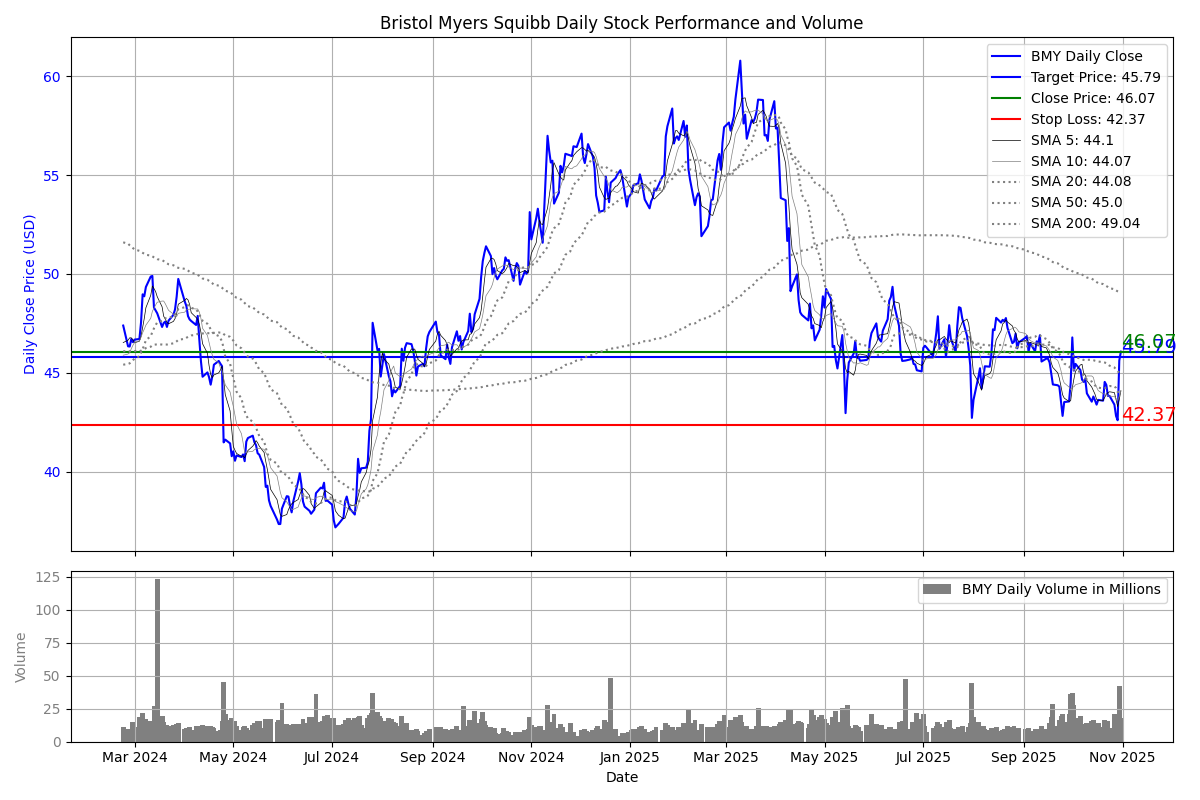 Bristol Myers Squibb Daily Stock Performance and Volume
Daily Close Price (USD)
60
55
50
45
40
BMY Daily Close
Target Price: 45.79
Close Price: 46.07
Stop Loss: 42.37
SMA 5: 44.1
SMA 10: 44.07
SMA 20: 44.08
SMA 50: 45.0
SMA 200: 49.04
46.07
45.79
42.37
Volume
125
100
75
50
25
0
BMY Daily Volume in Millions
Mar 2024 May 2024 Jul 2024 Sep 2024 Nov 2024 Jan 2025 Mar 2025 May 2025 Jul 2025 Sep 2025 Nov 2025
Date